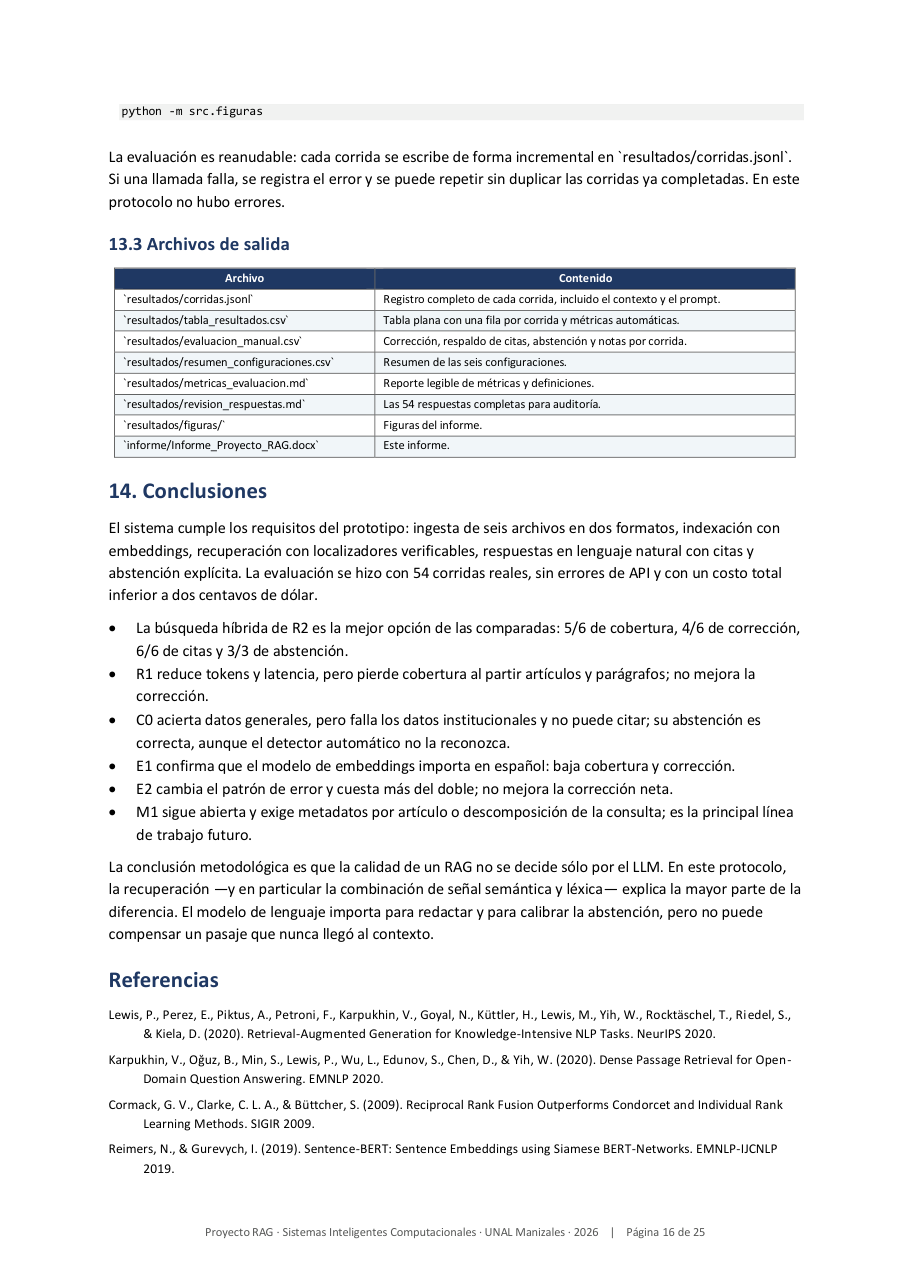 python -m src.figuras
La evaluación es reanudable: cada corrida se escribe de forma incremental en `resultados/corridas.jsonl`.
Si una llamada falla, se registra el error y se puede repetir sin duplicar las corridas ya completadas. En este
protocolo no hubo errores.
13.3 Archivos de salida
Archivo Contenido
`resultados/corridas.jsonl` Registro completo de cada corrida, incluido el contexto y el prompt.
`resultados/tabla_resultados.csv` Tabla plana con una fila por corrida y métricas automáticas.
`resultados/evaluacion_manual.csv` Corrección, respaldo de citas, abstención y notas por corrida.
`resultados/resumen_configuraciones.csv` Resumen de las seis configuraciones.
`resultados/metricas_evaluacion.md` Reporte legible de métricas y definiciones.
`resultados/revision_respuestas.md` Las 54 respuestas completas para auditoría.
`resultados/figuras/` Figuras del informe.
`informe/Informe_Proyecto_RAG.docx` Este informe.
14. Conclusiones
El sistema cumple los requisitos del prototipo: ingesta de seis archivos en dos formatos, indexación con
embeddings, recuperación con localizadores verificables, respuestas en lenguaje natural con citas y
abstención explícita. La evaluación se hizo con 54 corridas reales, sin errores de API y con un costo total
inferior a dos centavos de dólar.
• La búsqueda híbrida de R2 es la mejor opción de las comparadas: 5/6 de cobertura, 4/6 de corrección,
6/6 de citas y 3/3 de abstención.
• R1 reduce tokens y latencia, pero pierde cobertura al partir artículos y parágrafos; no mejora la
corrección.
• C0 acierta datos generales, pero falla los datos institucionales y no puede citar; su abstención es
correcta, aunque el detector automático no la reconozca.
• E1 confirma que el modelo de embeddings importa en español: baja cobertura y corrección.
• E2 cambia el patrón de error y cuesta más del doble; no mejora la corrección neta.
• M1 sigue abierta y exige metadatos por artículo o descomposición de la consulta; es la principal línea
de trabajo futuro.
La conclusión metodológica es que la calidad de un RAG no se decide sólo por el LLM. En este protocolo,
la recuperación —y en particular la combinación de señal semántica y léxica— explica la mayor parte de la
diferencia. El modelo de lenguaje importa para redactar y para calibrar la abstención, pero no puede
compensar un pasaje que nunca llegó al contexto.
Referencias
Lewis, P., Perez, E., Piktus, A., Petroni, F., Karpukhin, V., Goyal, N., Küttler, H., Lewis, M., Yih, W., Rocktäschel, T., Riedel, S.,
& Kiela, D. (2020). Retrieval-Augmented Generation for Knowledge-Intensive NLP Tasks. NeurIPS 2020.
Karpukhin, V., Oğuz, B., Min, S., Lewis, P., Wu, L., Edunov, S., Chen, D., & Yih, W. (2020). Dense Passage Retrieval for Open-
Domain Question Answering. EMNLP 2020.
Cormack, G. V., Clarke, C. L. A., & Büttcher, S. (2009). Reciprocal Rank Fusion Outperforms Condorcet and Individual Rank
Learning Methods. SIGIR 2009.
Reimers, N., & Gurevych, I. (2019). Sentence-BERT: Sentence Embeddings using Siamese BERT-Networks. EMNLP-IJCNLP
2019.
Proyecto RAG · Sistemas Inteligentes Computacionales · UNAL Manizales · 2026 | Página 16 de 25